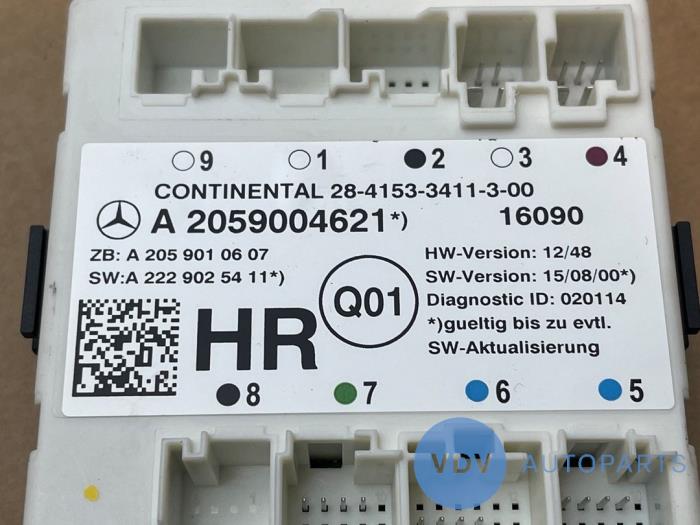 9 1 2 3 4
CONTINENTAL 28-4153-3411-3-00
A 2059004621*) 16090
ZB: A 205 901 06 07
SW:A 222 902 54 11*)
HW-Version: 12/48
SW-Version: 15/08/00*)
Diagnostic ID: 020114
*)gueltig bis zu evtl.
SW-Aktualisierung
HR
Q01
8 7 6 5
VDV AUTOPARTS